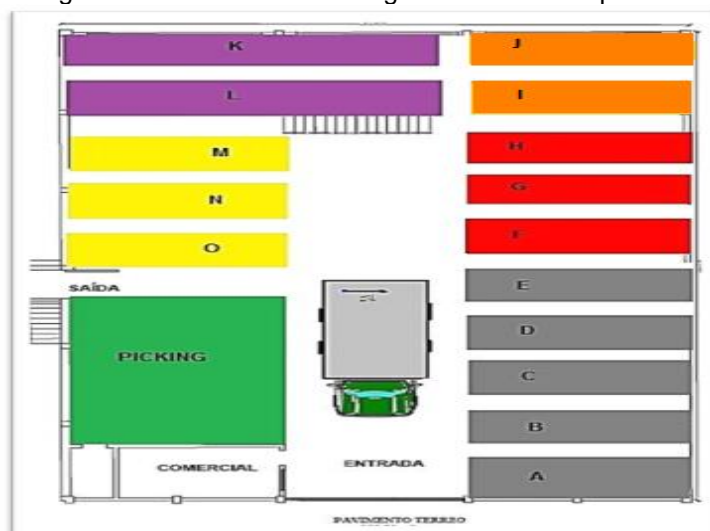 K
J
L
I
M
H
N
G
O
F
E
SAÍDA
D
PICKING
C
B
COMERCIAL
ENTRADA
A
PAVIMENTO TERREO